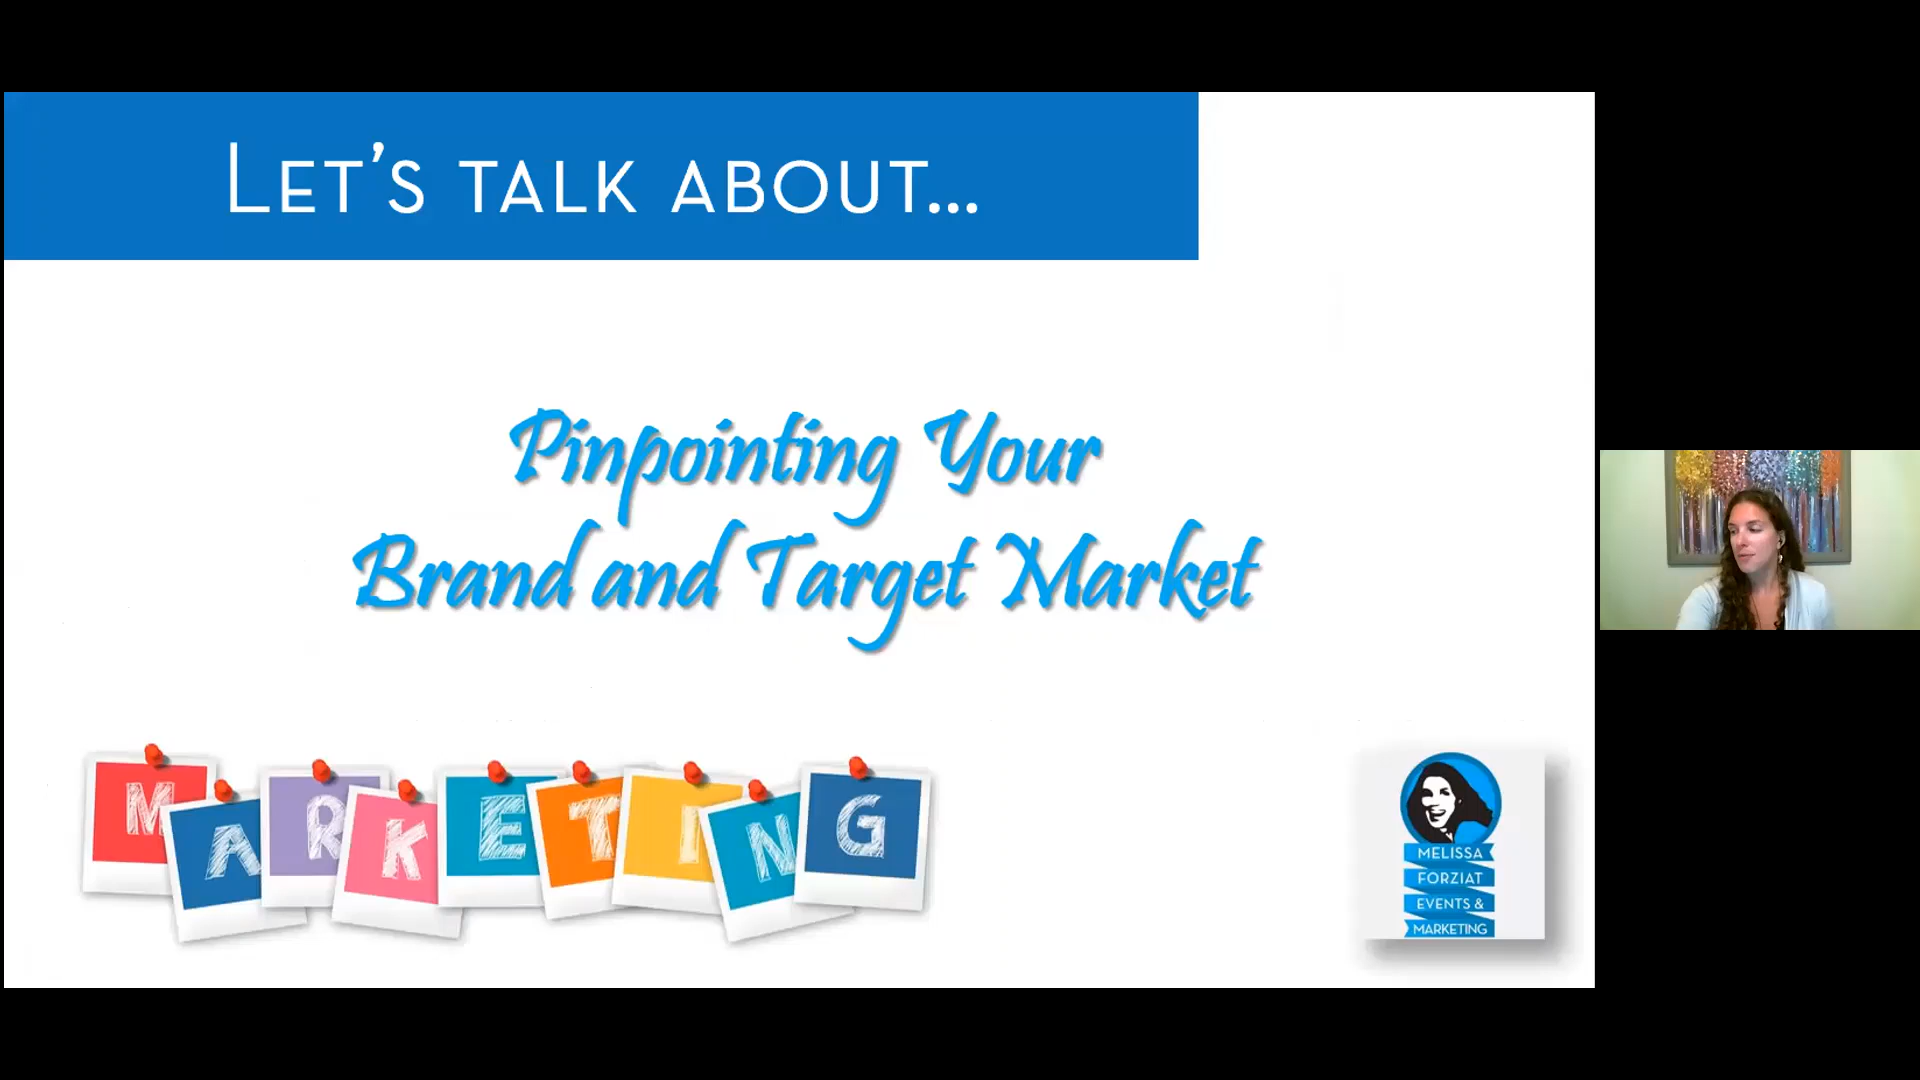 LET'S TALK ABOUT...
Pinpointing Your
Brand and Target Market
MARKETING
MELISSA
FORZIAT
EVENTS &
MARKETING